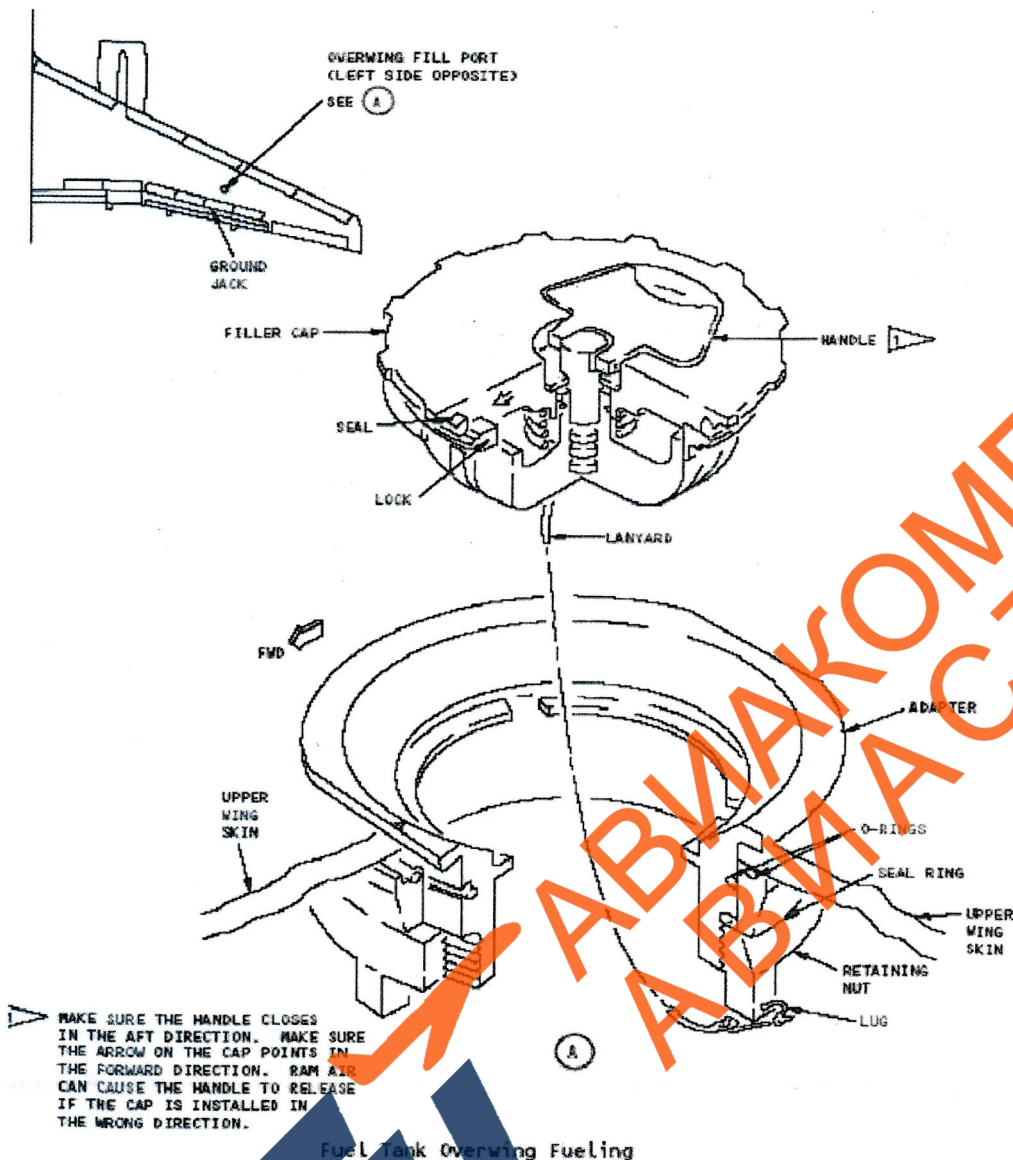 OVERWING FILL PORT
(LEFT SIDE OPPOSITE)
SEE A
GROUND
JACK
FILLER CAP
HANDLE 1
SEAL
LOCK
LANYARD
FWD
ADAPTER
UPPER
WING
SKIN
O-RINGS
SEAL RING
UPPER
WING
SKIN
RETAINING
NUT
LUG
A
1 MAKE SURE THE HANDLE CLOSES
IN THE AFT DIRECTION. MAKE SURE
THE ARROW ON THE CAP POINTS IN
THE FORWARD DIRECTION. RAM AIR
CAN CAUSE THE HANDLE TO RELEASE
IF THE CAP IS INSTALLED IN
THE WRONG DIRECTION.
Fuel Tank Overwing Fueling